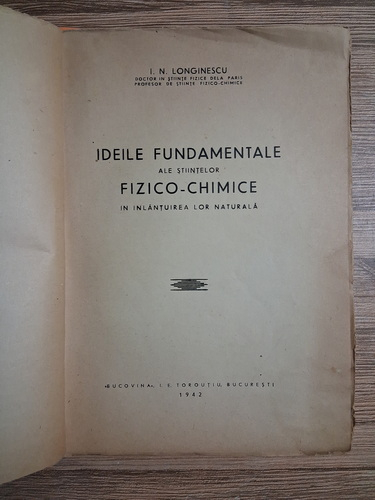 I. N. LONGINESCU
DOCTOR IN ȘTIINȚE FIZICE DELA PARIS
PROFESOR DE ȘTIINȚE FIZICO-CHIMICE
IDEILE FUNDAMENTALE
ALE ȘTIINȚELOR
FIZICO-CHIMICE
IN INLĂNȚUIREA LOR NATURALĂ
«BUCOVINA», I. E. TOROUȚIU, BUCUREȘTI
1942